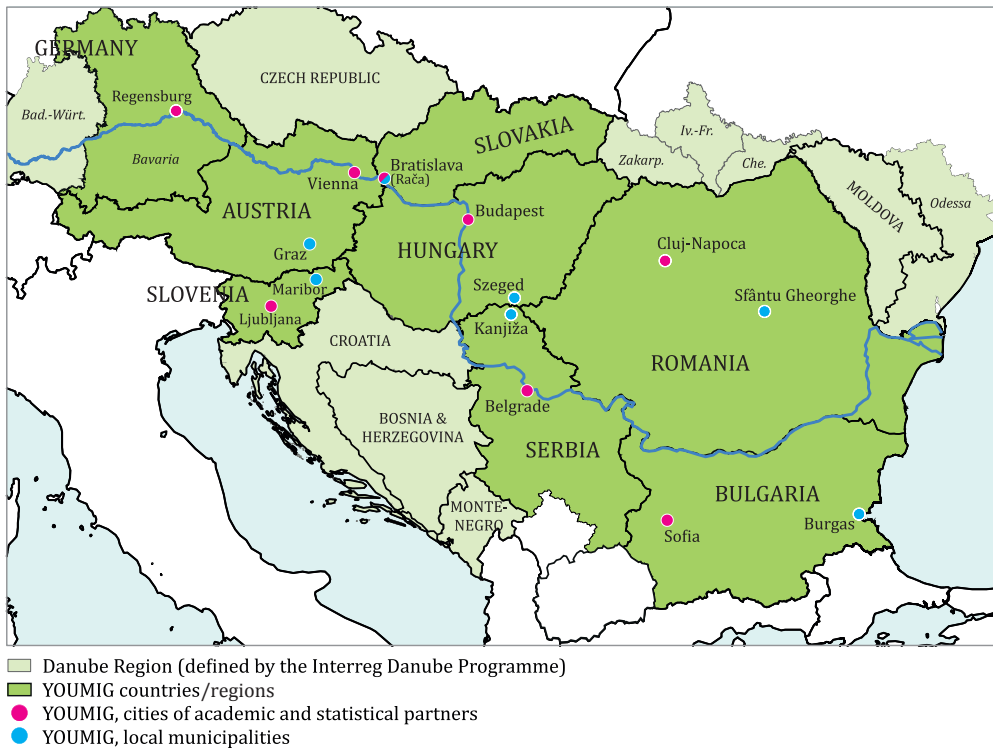 GERMANY
CZECH REPUBLIC
Bad.-Würt.
Regensburg
Bavaria
SLOVAKIA
Iv.-Fr.
Zakarp.
Che.
Vienna
Bratislava
(Rača)
MOLDOVA
Odessa
AUSTRIA
Budapest
Graz
HUNGARY
Cluj-Napoca
SLOVENIA
Maribor
Szeged
Sfântu Gheorghe
Ljubljana
Kanjiža
CROATIA
ROMANIA
Belgrade
BOSNIA &
HERZEGOVINA
SERBIA
BULGARIA
MONTE-
NEGRO
Sofia
Burgas
Danube Region (defined by the Interreg Danube Programme)
YOUMIG countries/regions
YOUMIG, cities of academic and statistical partners
YOUMIG, local municipalities